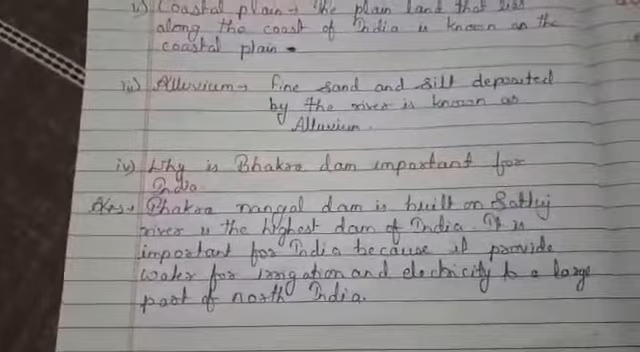 ii) Coastal plain → The plain land that lies
along the coast of India is known as the
coastal plain.
iii) Alluvium → fine sand and silt deposited
by the river is known as
Alluvium.
iv) Why is Bhakra dam important for
India
Ans → Bhakra nangal dam is built on Satluj
river is the highest dam of India. It is
important for India because it provide
water for irrigation and electricity to a large
part of north India.